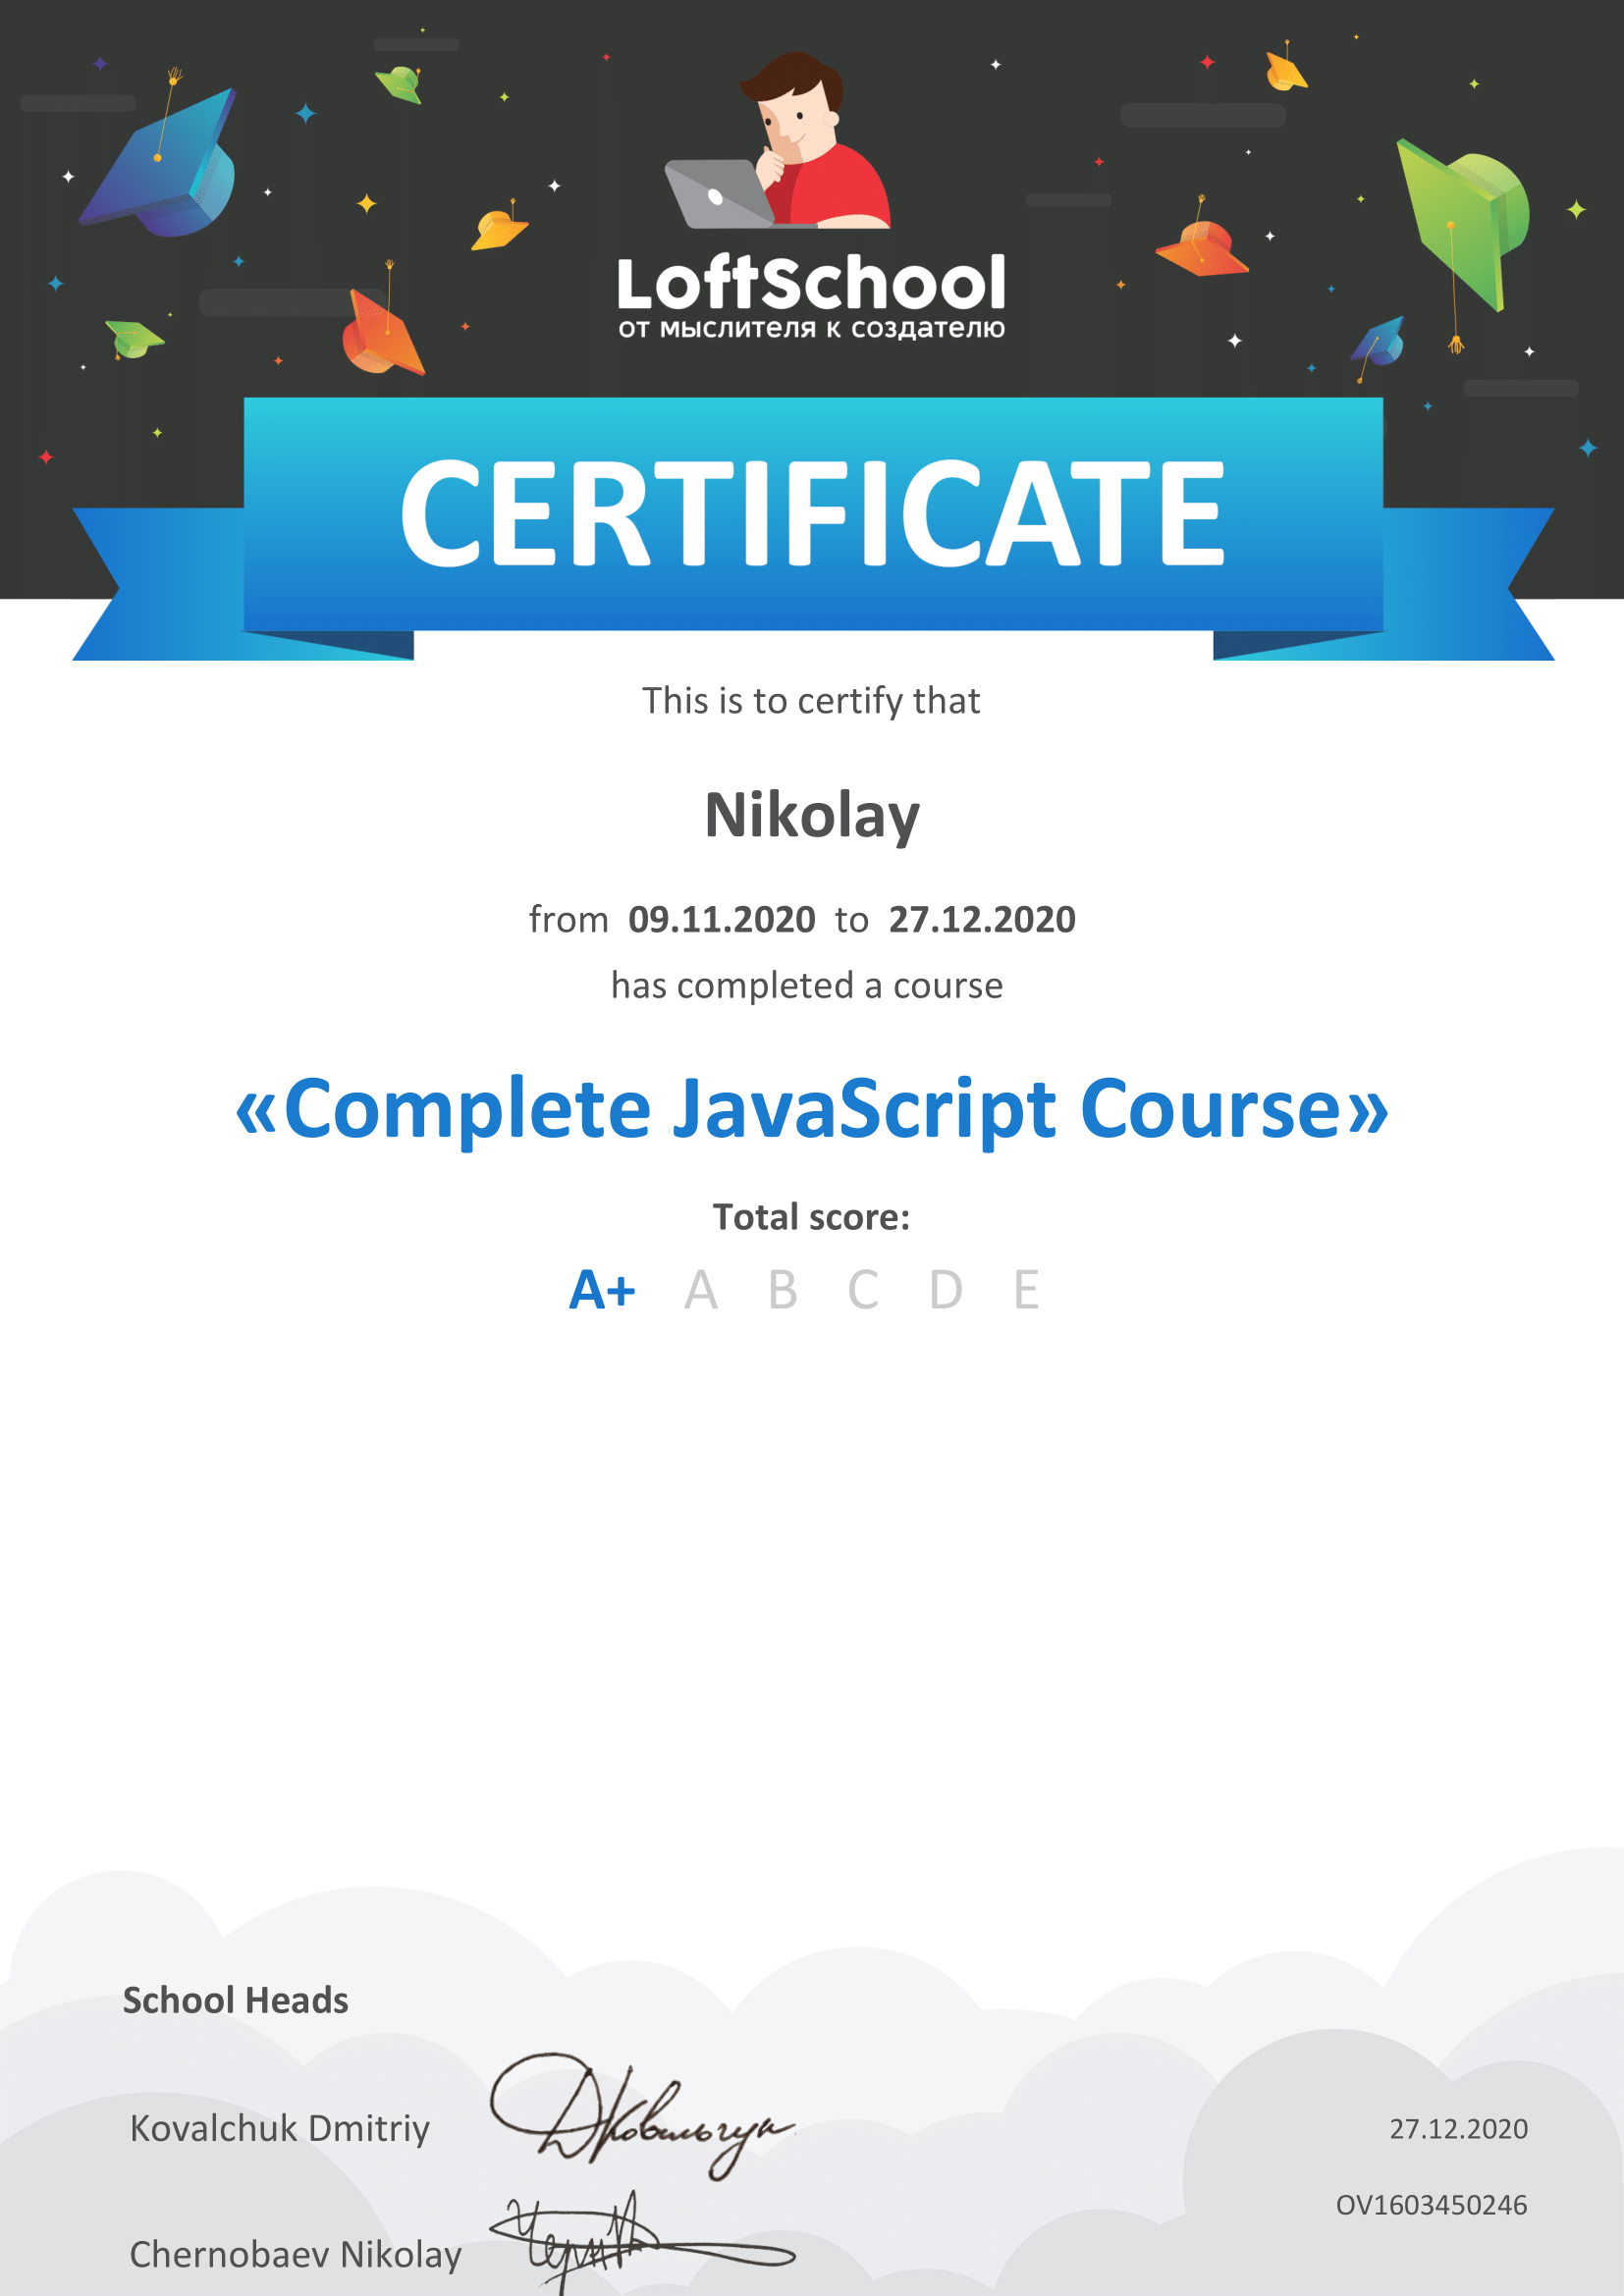 LoftSchool
от мыслителя к создателю
CERTIFICATE
This is to certify that
Nikolay
from 09.11.2020 to 27.12.2020
has completed a course
«Complete JavaScript Course»
Total score:
A+ A B C D E
School Heads
Kovalchuk Dmitriy
27.12.2020
OV1603450246
Chernobaev Nikolay